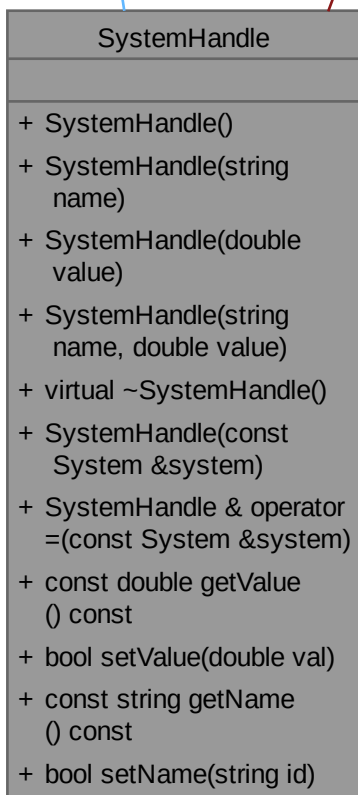 SystemHandle
+ SystemHandle()
+ SystemHandle(string
name)
+ SystemHandle(double
value)
+ SystemHandle(string
name, double value)
+ virtual ~SystemHandle()
+ SystemHandle(const
System &system)
+ SystemHandle & operator
=(const System &system)
+ const double getValue
() const
+ bool setValue(double val)
+ const string getName
() const
+ bool setName(string id)